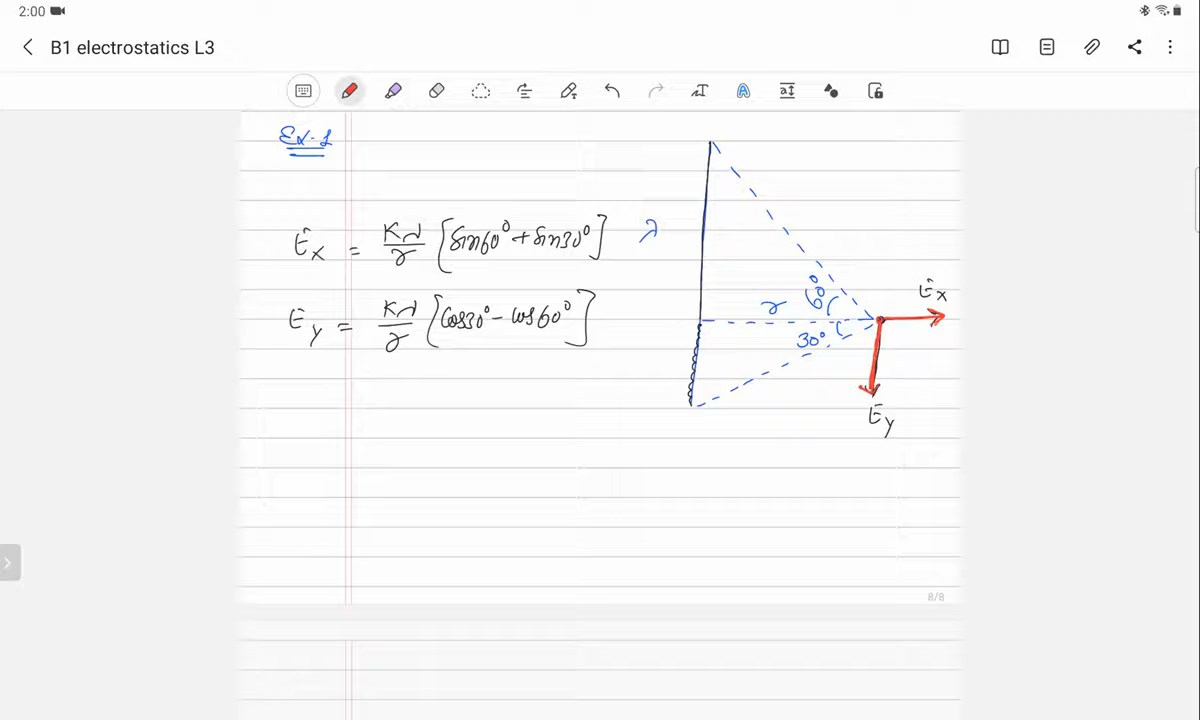 2:00
B1 electrostatics L3
Ex-1
Ex = Kλ/r [sin60° + sin30°] λ
Ey = Kλ/r [cos30° - cos60°]
r 60° Ex
30°
Ey
8/8